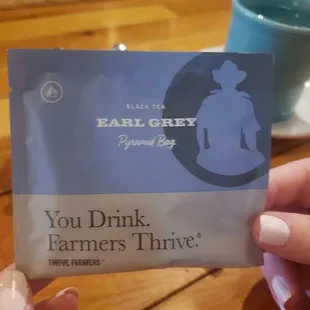 BLACK TEA
EARL GREY
Pyramid Bag
You Drink.
Farmers Thrive.®
THRIVE FARMERS™